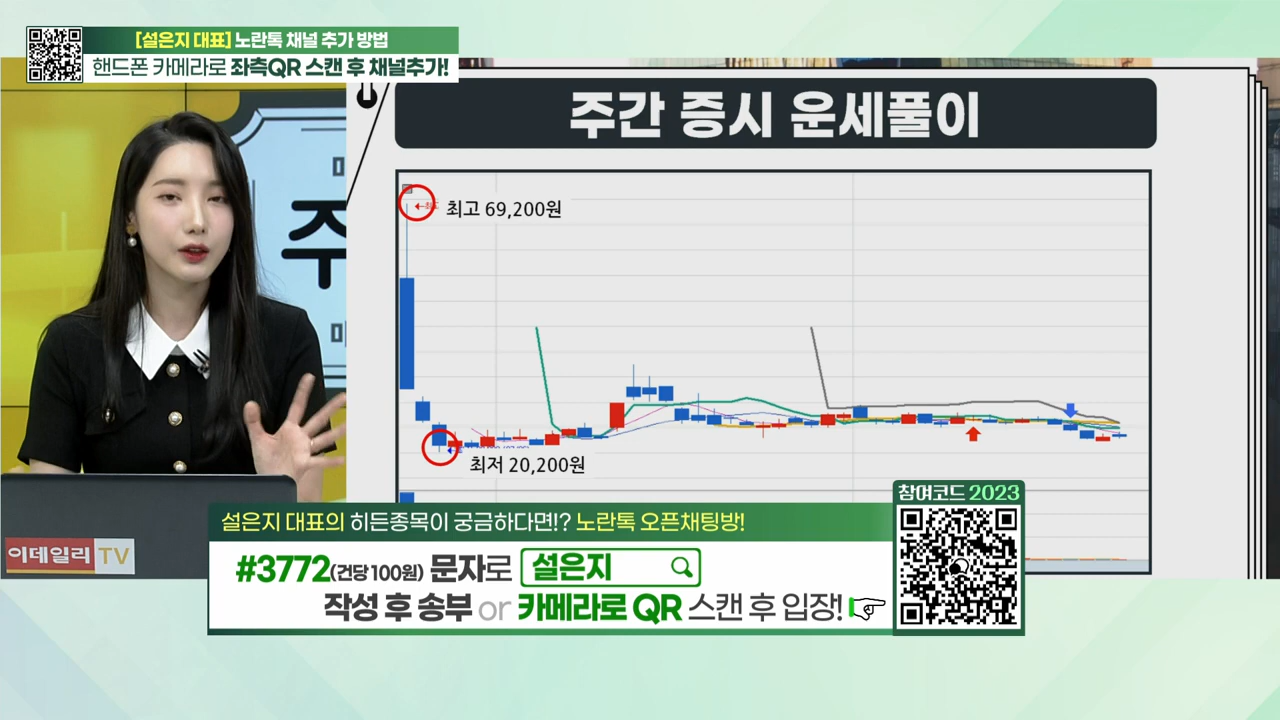 [설은지 대표] 노란톡 채널 추가 방법
핸드폰 카메라로 좌측QR 스캔 후 채널추가!
주간 증시 운세풀이
주
최고 69,200원
최저 20,200원
이데일리 TV
설은지 대표의 히든종목이 궁금하다면!? 노란톡 오픈채팅방!
#3772(건당 100원) 문자로 설은지
작성 후 송부 or 카메라로 QR 스캔 후 입장!
참여코드 2023